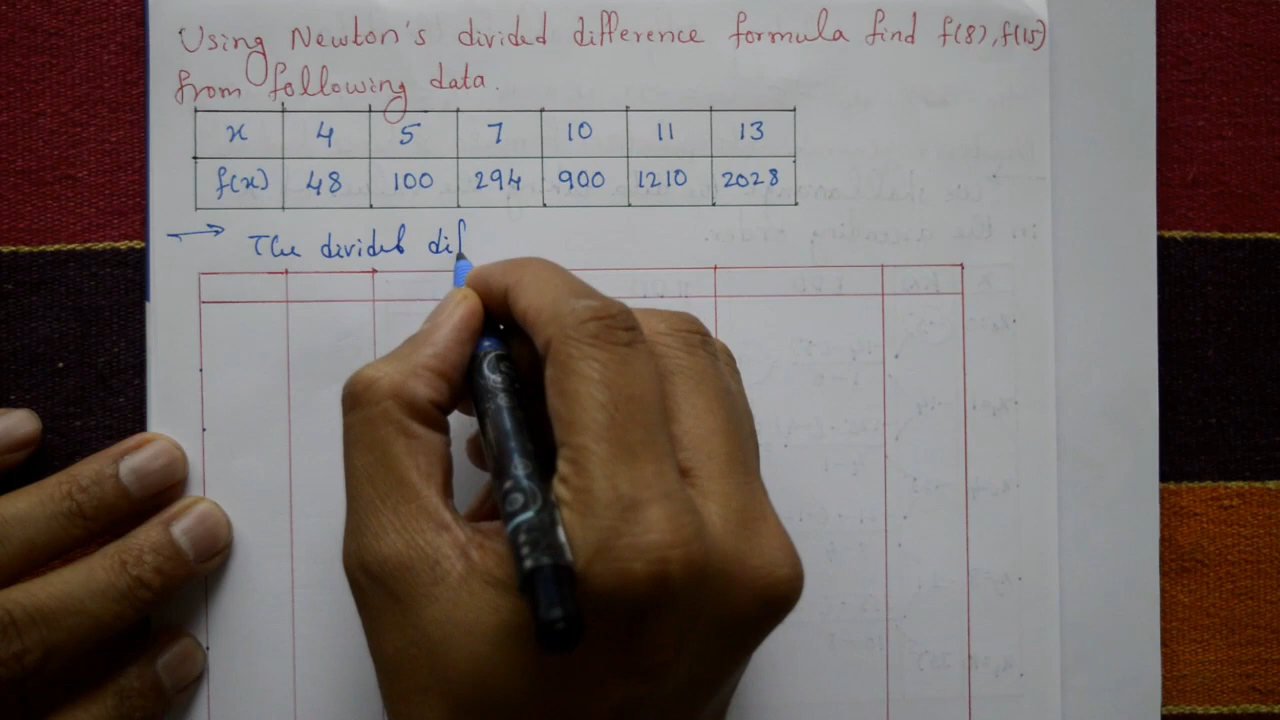 Using Newton's divided difference formula find f(8), f(15)
from following data.
x 4 5 7 10 11 13
f(x) 48 100 294 900 1210 2028
→ The divided dif